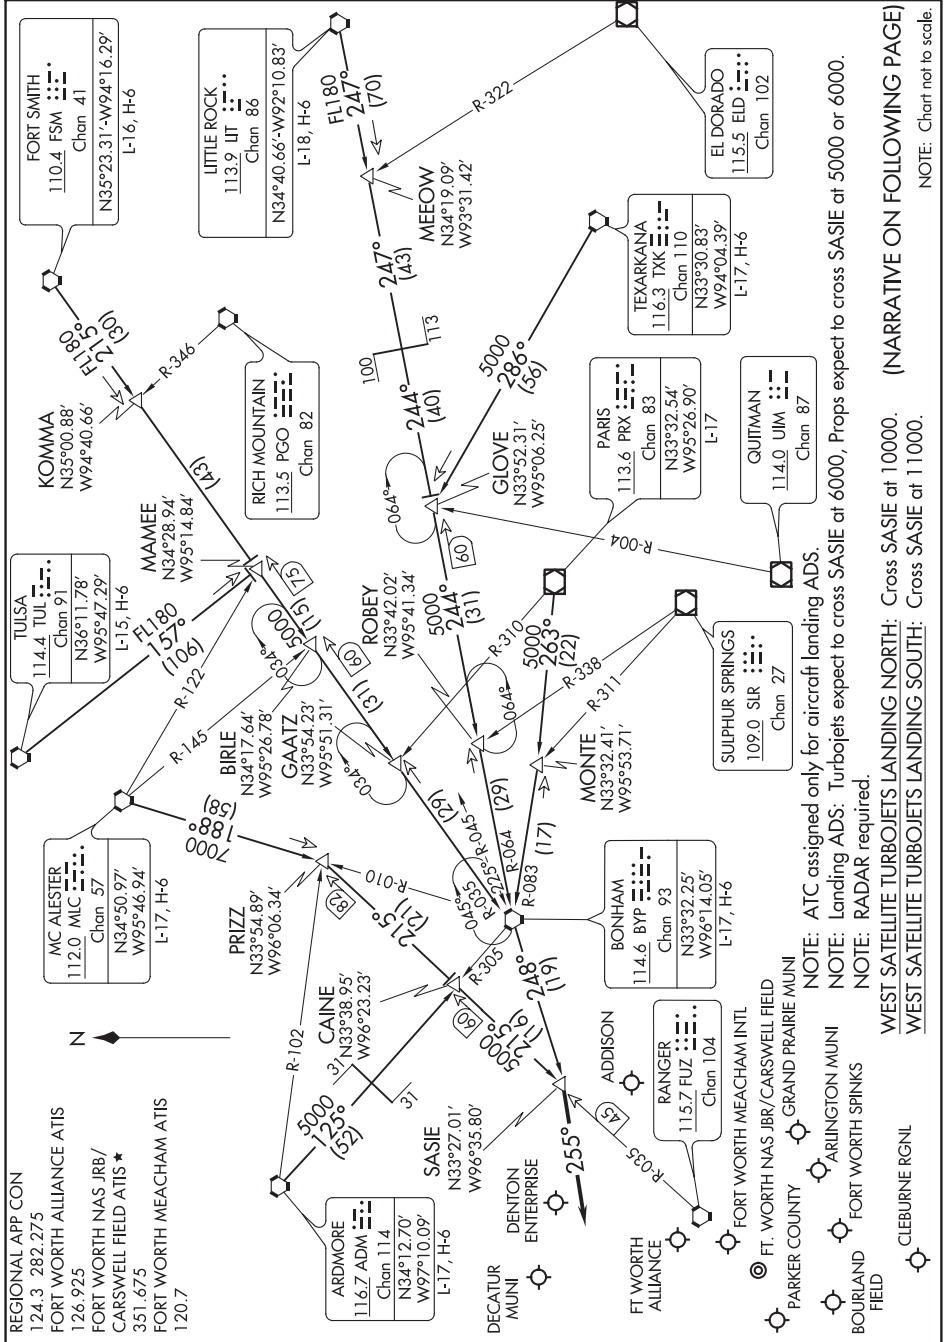 REGIONAL APP CON
124.3 282.275
FORT WORTH ALLIANCE ATIS
126.925
FORT WORTH NAS JRB/
CARSWELL FIELD ATIS ★
351.675
FORT WORTH MEACHAM ATIS
120.7
N
ARDMORE
116.7 ADM
Chan 114
N34°12.70′
W97°10.09′
L-17, H-6
MC ALESTER
112.0 MLC
Chan 57
N34°50.97′
W95°46.94′
L-17, H-6
TULSA
114.4 TUL
Chan 91
N36°11.78′
W95°47.29′
L-15, H-6
FORT SMITH
110.4 FSM
Chan 41
N35°23.31′-W94°16.29′
L-16, H-6
LITTLE ROCK
113.9 LIT
Chan 86
N34°40.66′-W92°10.83′
L-18, H-6
RICH MOUNTAIN
113.5 PGO
Chan 82
EL DORADO
115.5 ELD
Chan 102
TEXARKANA
116.3 TXK
Chan 110
N33°30.83′
W94°04.39′
L-17, H-6
PARIS
113.6 PRX
Chan 83
N33°32.54′
W95°26.90′
L-17
QUITMAN
114.0 UIM
Chan 87
SULPHUR SPRINGS
109.0 SLR
Chan 27
BONHAM
114.6 BYP
Chan 93
N33°32.25′
W96°14.05′
L-17, H-6
RANGER
115.7 FUZ
Chan 104
KOMMA
N35°00.88′
W94°40.66′
MAMEE
N34°28.94′
W95°14.84′
BIRLE
N34°17.64′
W95°26.78′
GAATZ
N33°54.23′
W95°51.31′
ROBEY
N33°42.02′
W95°41.34′
GLOVE
N33°52.31′
W95°06.25′
MEEOW
N34°19.09′
W93°31.42′
MONTE
N33°32.41′
W95°53.71′
PRIZZ
N33°54.89′
W96°06.34′
CAINE
N33°38.95′
W96°23.23′
SASIE
N33°27.01′
W96°35.80′
FL180
215°
(30)
R-346
(43)
FL180
157°
(106)
R-122
R-145
75
5000
(15)
034°
60
(31)
034°
(29)
R-310
FL180
247°
(70)
R-322
247°
(43)
100
113
244°
(40)
064°
5000
286°
(56)
R-004
60
5000
244°
(31)
064°
(29)
R-064
R-338
5000
263°
(22)
R-311
(17)
R-083
7000
188°
(58)
R-010
R-102
82
215°
(21)
045°
R-035
225°
R-045
R-305
5000
125°
(52)
31
31
60
5000
215°
(16)
248°
(19)
255°
45
R-035
ADDISON
DENTON
ENTERPRISE
DECATUR
MUNI
FT WORTH
ALLIANCE
FORT WORTH MEACHAM INTL
FT. WORTH NAS JBR/CARSWELL FIELD
GRAND PRAIRIE MUNI
PARKER COUNTY
ARLINGTON MUNI
FORT WORTH SPINKS
BOURLAND
FIELD
CLEBURNE RGNL
NOTE: ATC assigned only for aircraft landing ADS.
NOTE: Landing ADS: Turbojets expect to cross SASIE at 6000, Props expect to cross SASIE at 5000 or 6000.
NOTE: RADAR required.
WEST SATELLITE TURBOJETS LANDING NORTH: Cross SASIE at 10000.
WEST SATELLITE TURBOJETS LANDING SOUTH: Cross SASIE at 11000.
(NARRATIVE ON FOLLOWING PAGE)
NOTE: Chart not to scale.